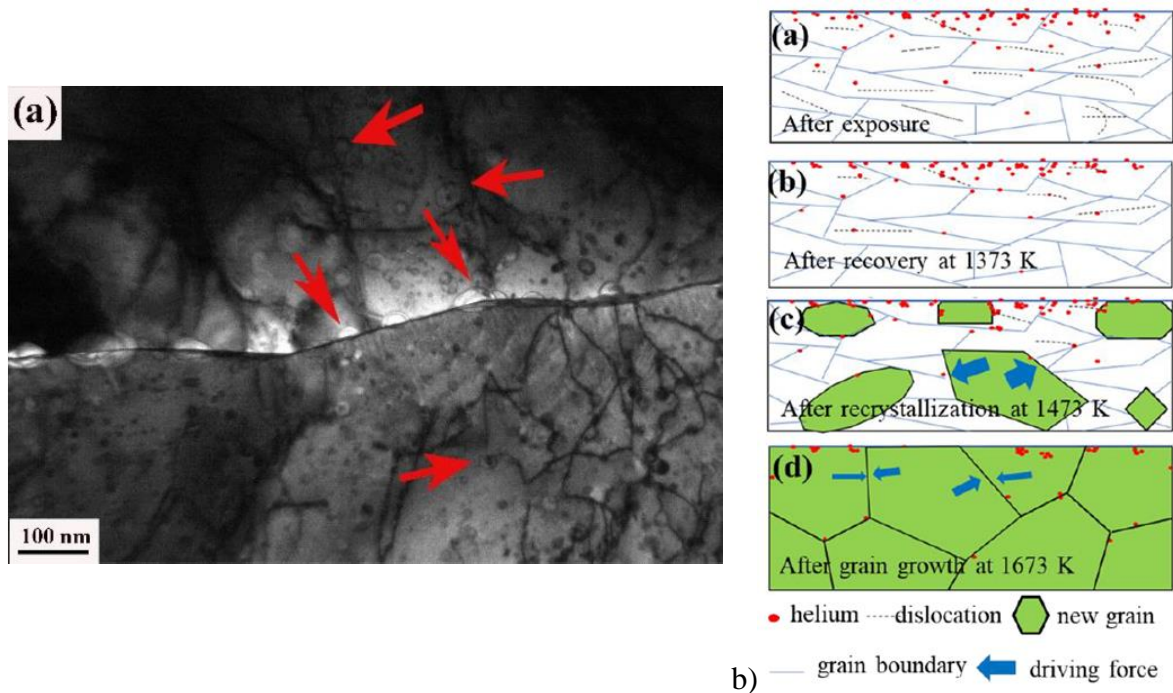 (a)
100 nm
(a)
After exposure
(b)
After recovery at 1373 K
(c)
After recrystallization at 1473 K
(d)
After grain growth at 1673 K
helium dislocation new grain
b) grain boundary driving force